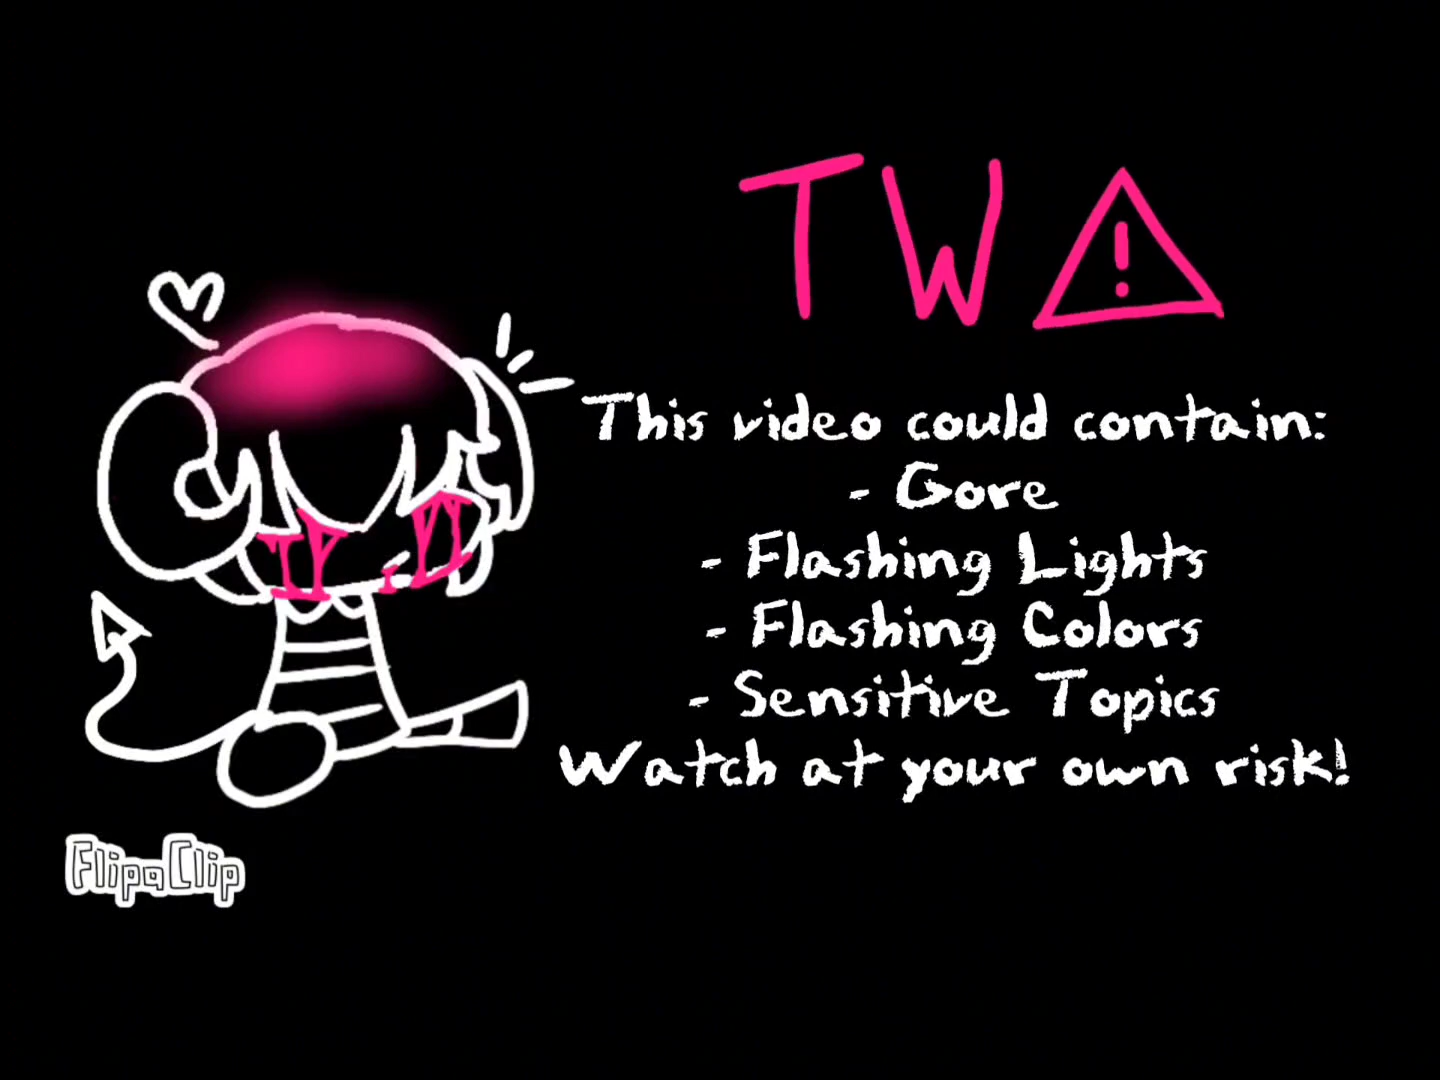 TW
This video could contain:
- Gore
- Flashing Lights
- Flashing Colors
- Sensitive Topics
Watch at your own risk!
FlipaClip